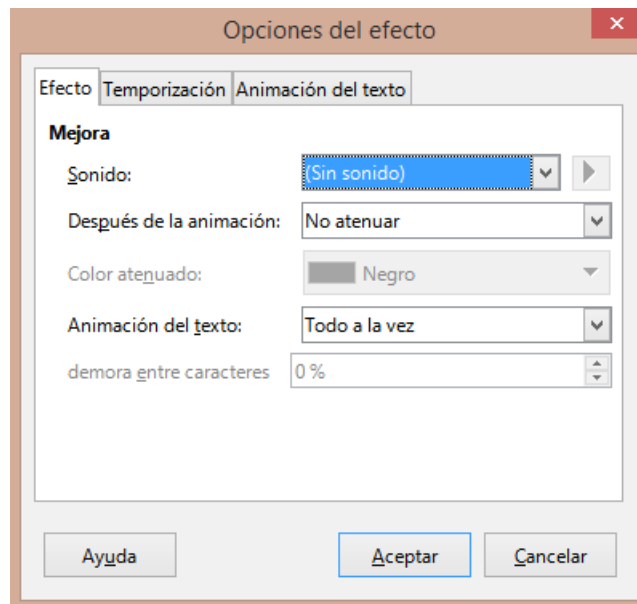 Opciones del efecto
Efecto Temporización Animación del texto
Mejora
Sonido: (Sin sonido)
Después de la animación: No atenuar
Color atenuado: Negro
Animación del texto: Todo a la vez
demora entre caracteres 0 %
Ayuda Aceptar Cancelar